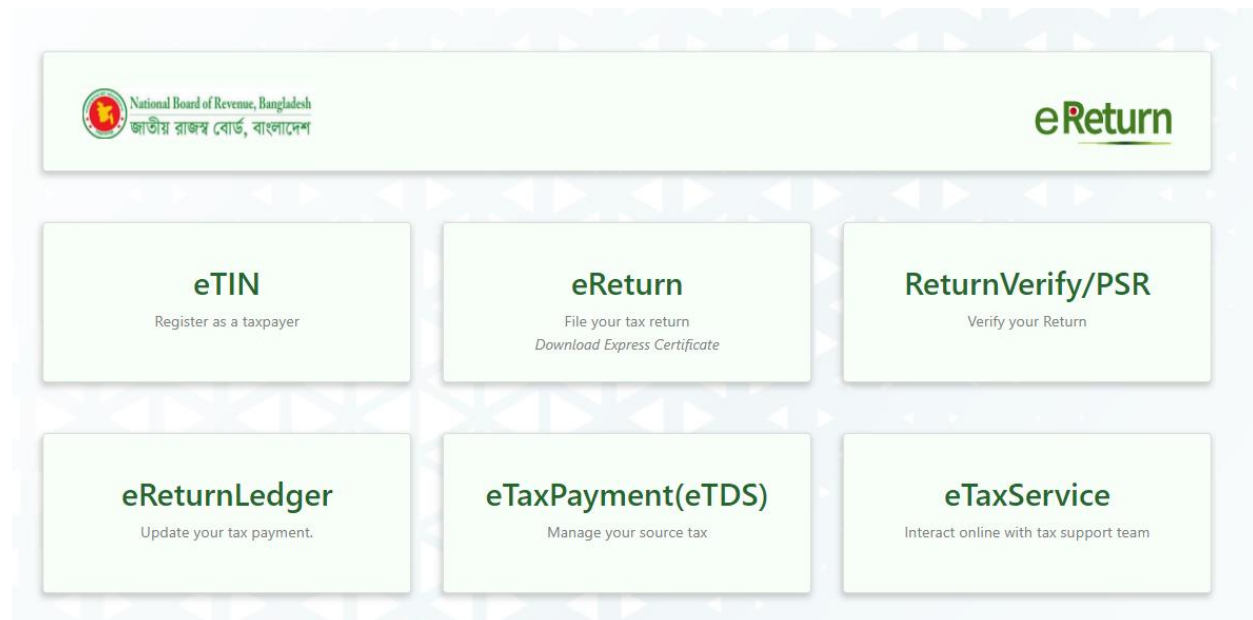 National Board of Revenue, Bangladesh
জাতীয় রাজস্ব বোর্ড, বাংলাদেশ
eReturn
eTIN
Register as a taxpayer
eReturn
File your tax return
Download Express Certificate
ReturnVerify/PSR
Verify your Return
eReturnLedger
Update your tax payment.
eTaxPayment(eTDS)
Manage your source tax
eTaxService
Interact online with tax support team